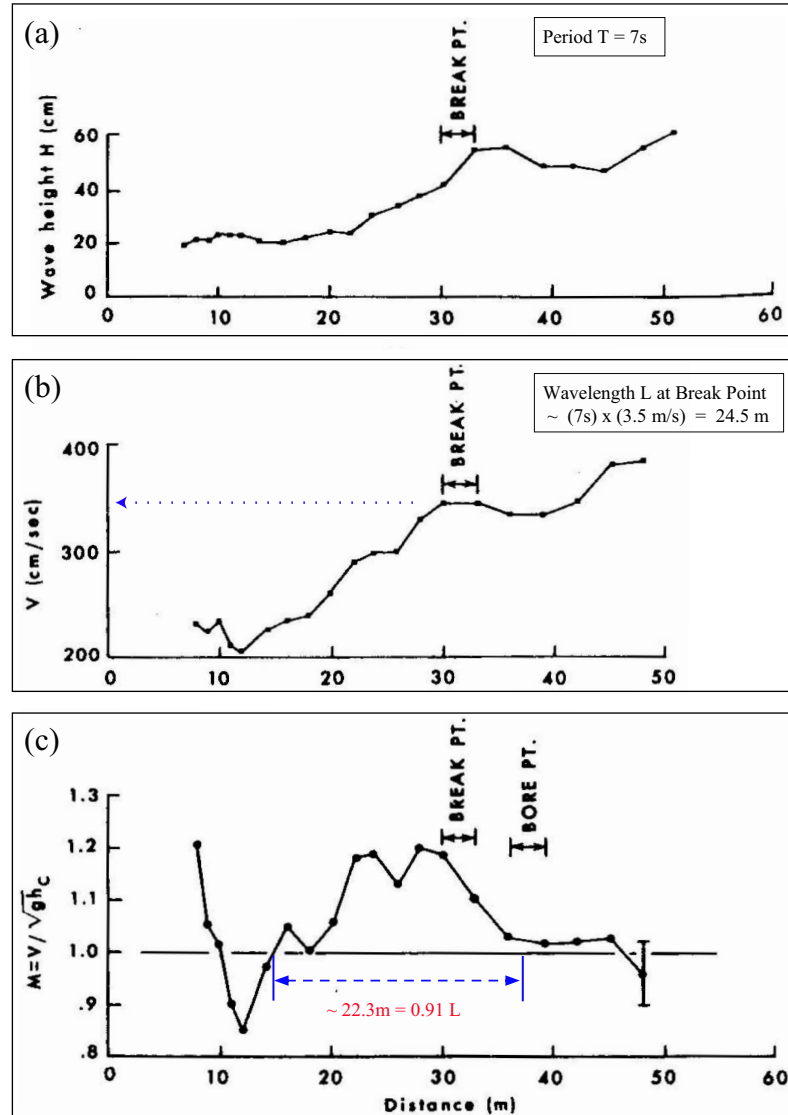 (a)
Period T = 7s
BREAK PT.
Wave height H (cm)
60
40
20
0
0 10 20 30 40 50 60
(b)
Wavelength L at Break Point
~ (7s) x (3.5 m/s) = 24.5 m
BREAK PT.
V (cm/sec)
400
300
200
0 10 20 30 40 50
(c)
BREAK PT.
BORE PT.
M=V/√ghc
1.3
1.2
1.1
1.0
.9
.8
~ 22.3m = 0.91 L
0 10 20 30 40 50 60
Distance (m)